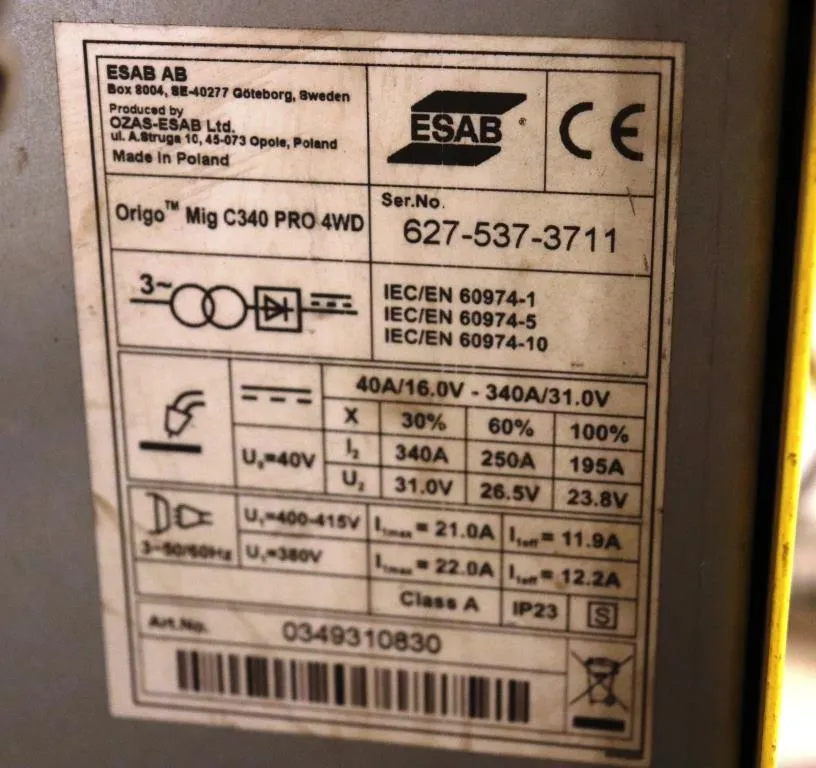 ESAB AB
Box 8004, SE-40277 Göteborg, Sweden
Produced by
OZAS-ESAB Ltd.
ul. A.Struga 10, 45-073 Opole, Poland
Made in Poland
ESAB
CE
Origo™ Mig C340 PRO 4WD
Ser.No.
627-537-3711
3~
IEC/EN 60974-1
IEC/EN 60974-5
IEC/EN 60974-10
40A/16.0V - 340A/31.0V
X 30% 60% 100%
U₀=40V
I₂ 340A 250A 195A
U₂ 31.0V 26.5V 23.8V
3~50/60Hz
U₁=400-415V I₁max = 21.0A I₁eff = 11.9A
U₁=380V I₁max = 22.0A I₁eff = 12.2A
Class A IP23 S
Art.No. 0349310830